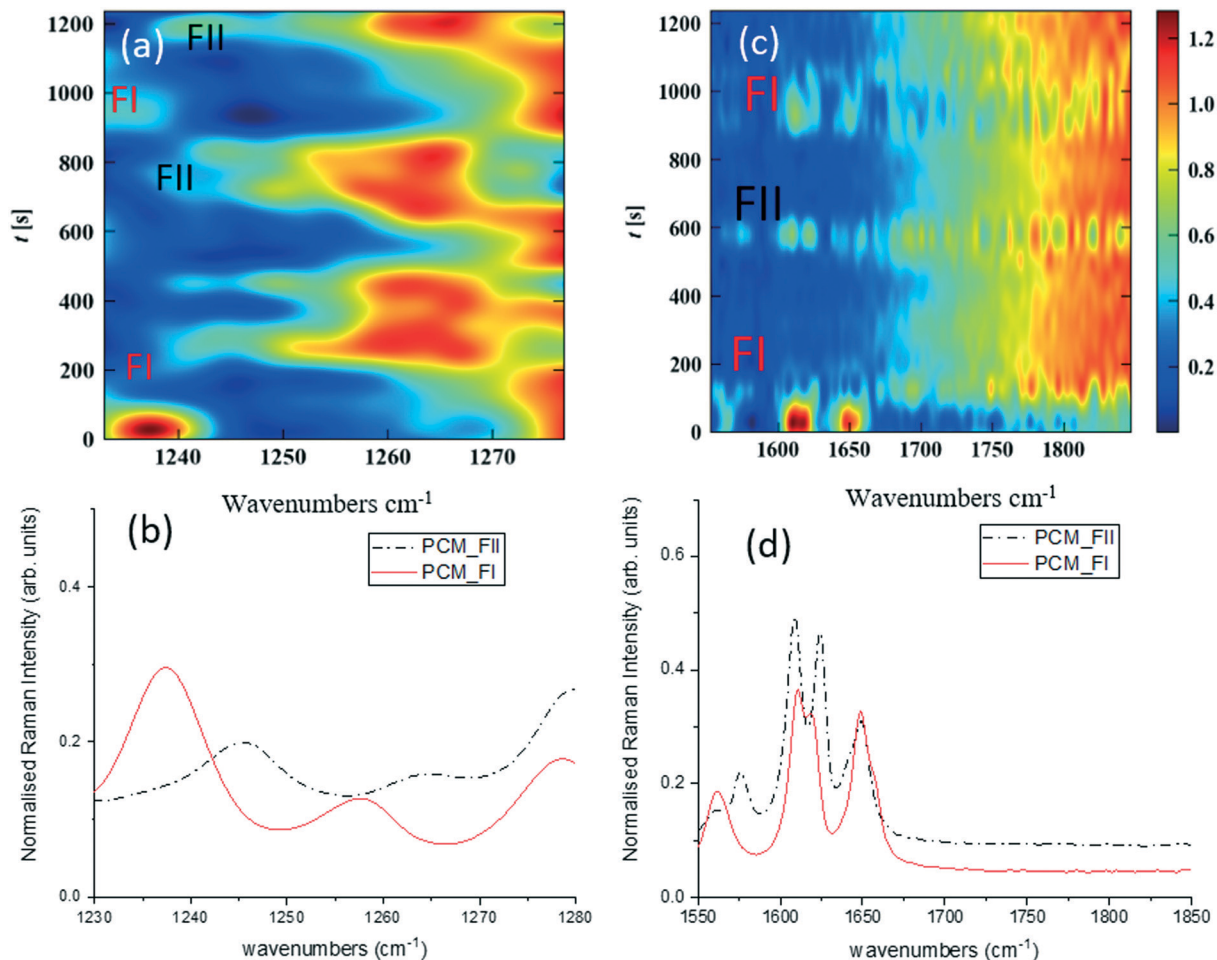 (a)
FII
FI
FII
FI
1200
1000
800
600
400
200
0
t [s]
1240 1250 1260 1270
Wavenumbers cm-1
(c)
FI
FII
FI
1200
1000
800
600
400
200
0
t [s]
1600 1650 1700 1750 1800
Wavenumbers cm-1
1.2
1.0
0.8
0.6
0.4
0.2
(b)
PCM_FII
PCM_FI
Normalised Raman Intensity (arb. units)
0.4
0.2
0.0
1230 1240 1250 1260 1270 1280
wavenumbers (cm-1)
(d)
PCM_FII
PCM_FI
Normalised Raman Intensity (arb. units)
0.6
0.4
0.2
0.0
1550 1600 1650 1700 1750 1800 1850
wavenumbers (cm-1)